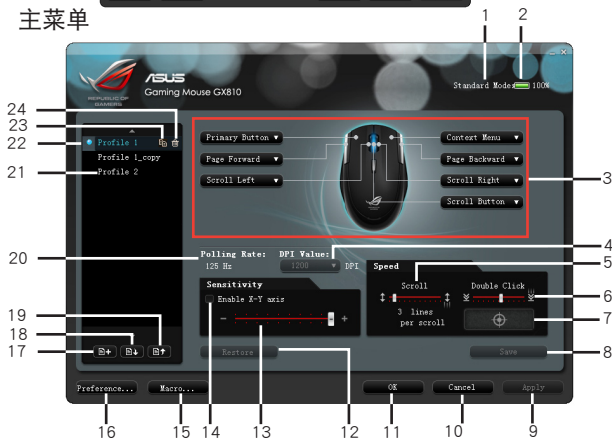 主菜单
1 2
ASUS
Gaming Mouse GX810
REPUBLIC OF
GAMERS
Standard Mode 100%
24
23
22
21
Profile 1
Profile 1_copy
Profile 2
Primary Button
Page Forward
Scroll Left
Context Menu
Page Backward
Scroll Right
Scroll Button
3
20
Polling Rate:
125 Hz
DPI Value:
1200 DPI
4
5
Sensitivity
Enable X-Y axis
- +
Speed
Scroll
3 lines
per scroll
Double Click
6
7
19
18
17
Restore
Save
8
Preference...
Macro...
OK
Cancel
Apply
16 15 14 13 12 11 10 9